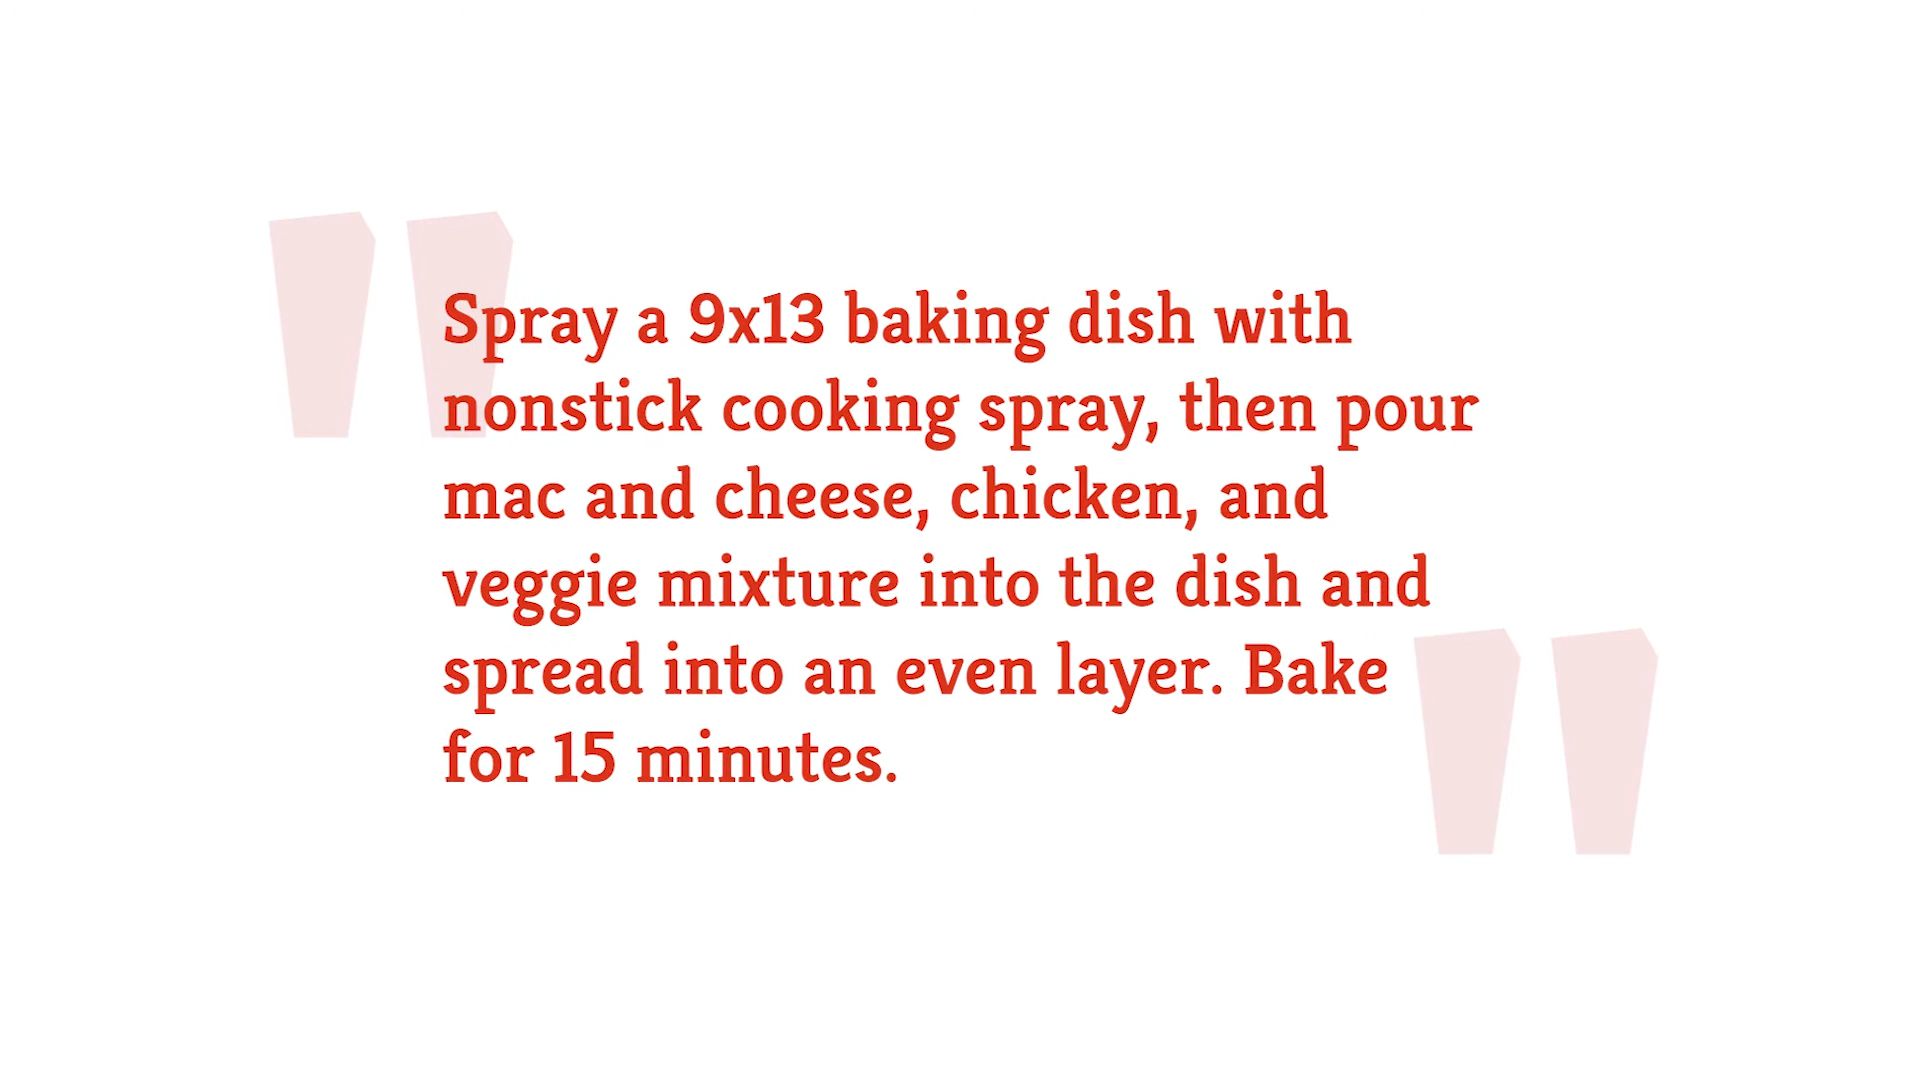 Spray a 9x13 baking dish with
nonstick cooking spray, then pour
mac and cheese, chicken, and
veggie mixture into the dish and
spread into an even layer. Bake
for 15 minutes.